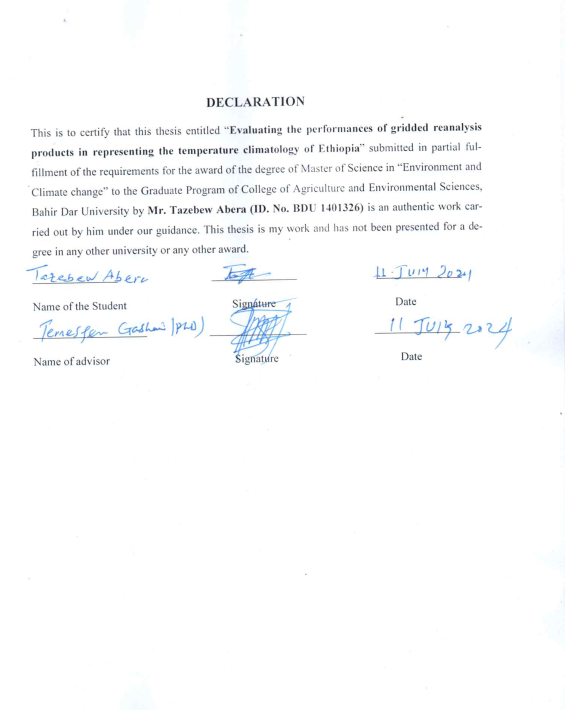 DECLARATION
This is to certify that this thesis entitled “Evaluating the performances of gridded reanalysis
products in representing the temperature climatology of Ethiopia” submitted in partial ful-
fillment of the requirements for the award of the degree of Master of Science in “Environment and
Climate change” to the Graduate Program of College of Agriculture and Environmental Sciences,
Bahir Dar University by Mr. Tazebew Abera (ID. No. BDU 1401326) is an authentic work car-
ried out by him under our guidance. This thesis is my work and has not been presented for a de-
gree in any other university or any other award.
Tazebew Abera 11 July 2024
Name of the Student Signature Date
Temesgen Gashaw (PhD) 11 July 2024
Name of advisor Signature Date